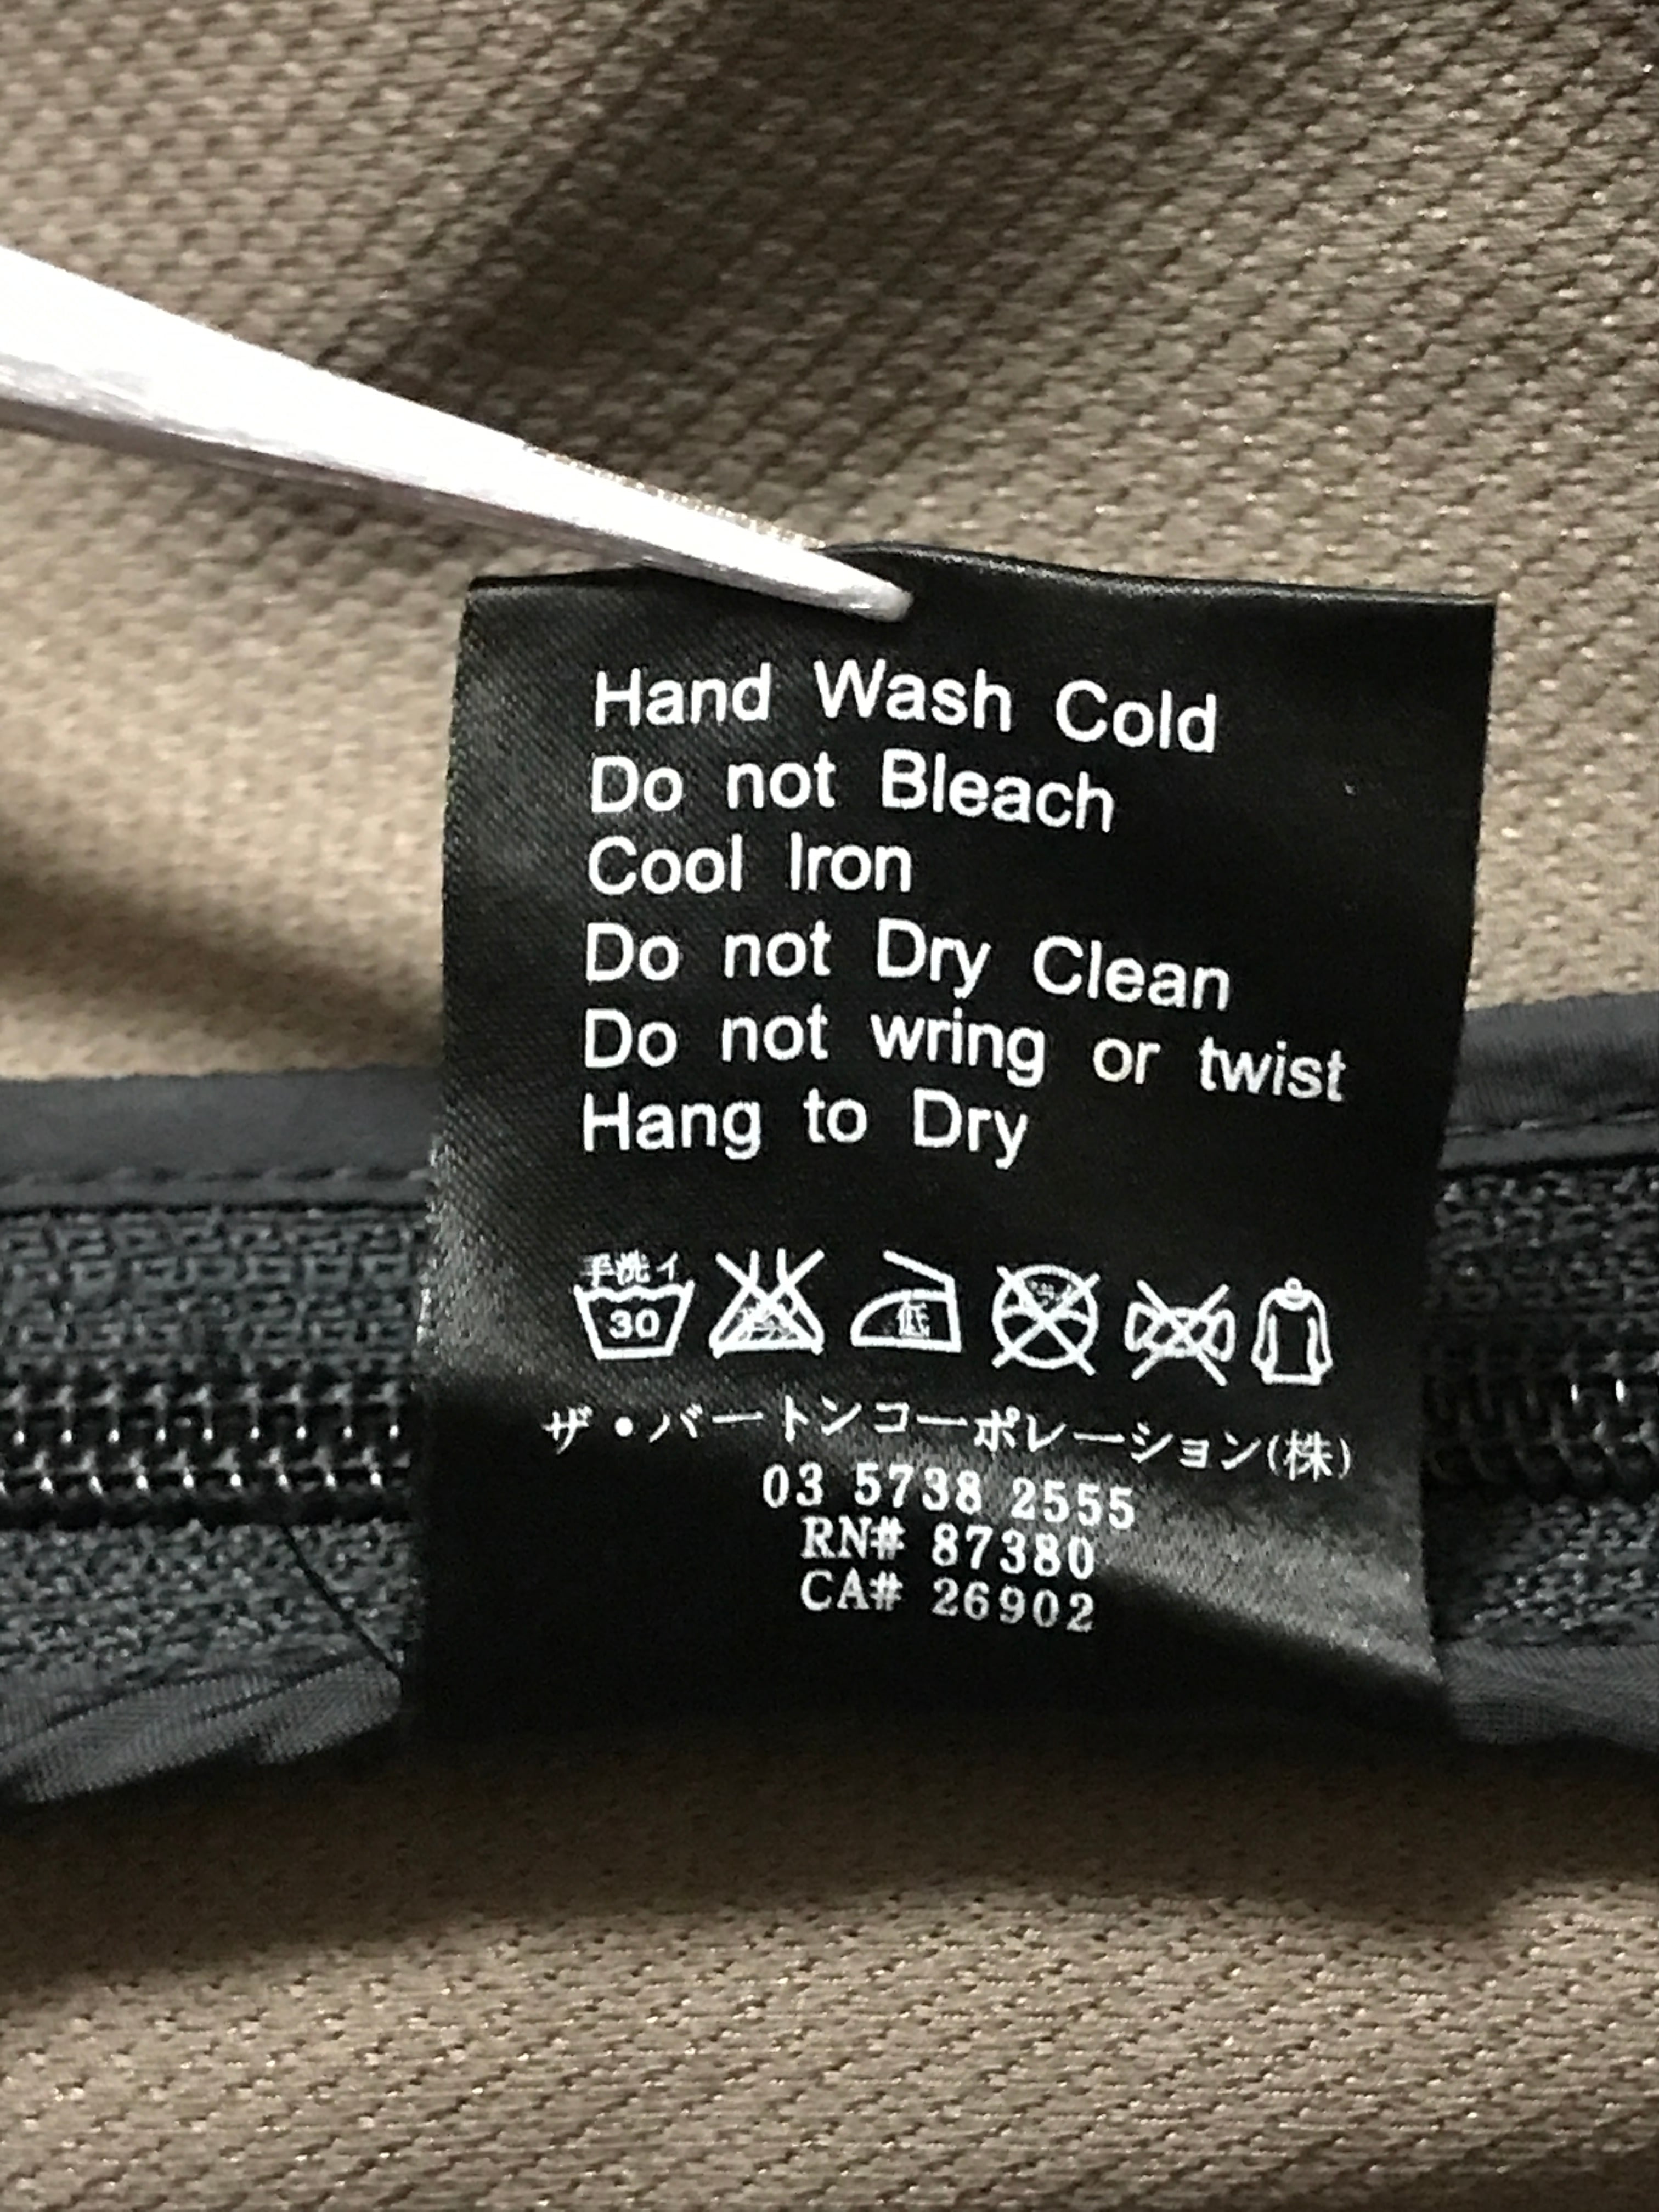 Hand Wash Cold
Do not Bleach
Cool Iron
Do not Dry Clean
Do not wring or twist
Hang to Dry
手洗イ
30 低
ザ・バートンコーポレーション(株)
03 5738 2555
RN# 87380
CA# 26902